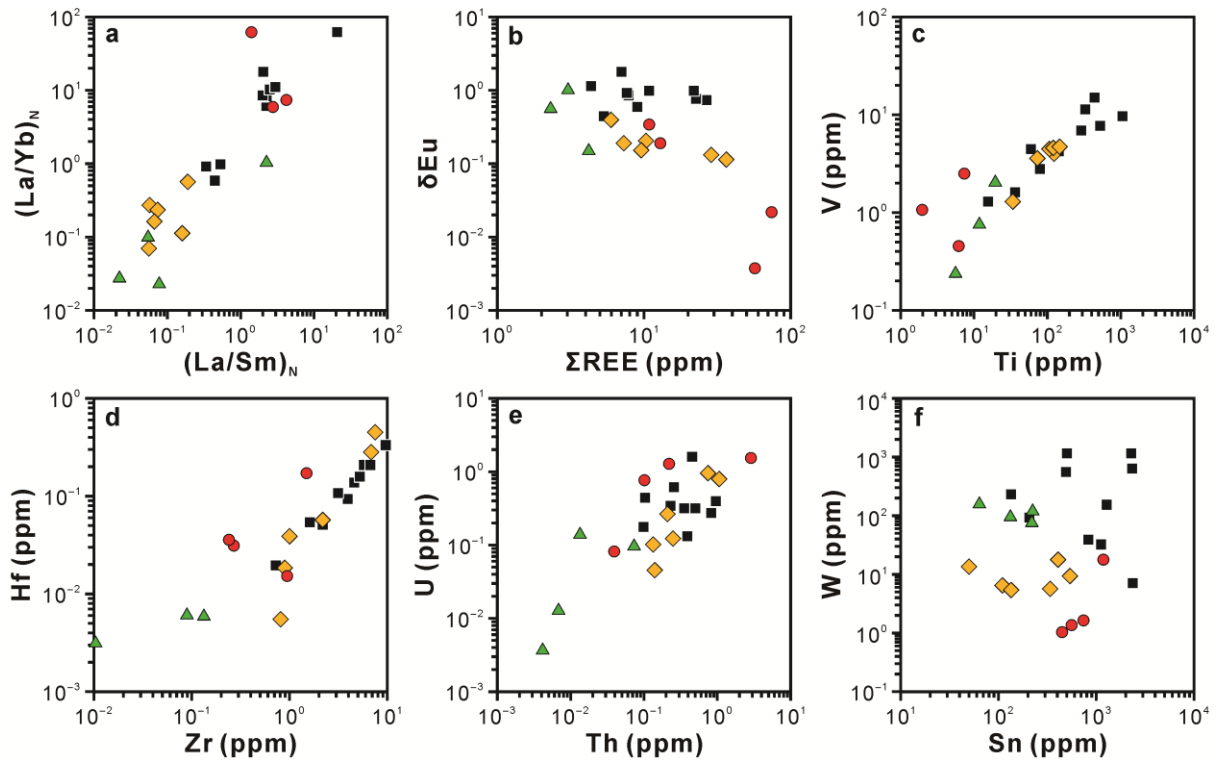 a
(La/Yb)N
10² 10¹ 10⁰ 10⁻¹ 10⁻²
10⁻² 10⁻¹ 10⁰ 10¹ 10²
(La/Sm)N
b
δEu
10¹ 10⁰ 10⁻¹ 10⁻² 10⁻³
10⁰ 10¹ 10²
ΣREE (ppm)
c
V (ppm)
10² 10¹ 10⁰ 10⁻¹
10⁰ 10¹ 10² 10³ 10⁴
Ti (ppm)
d
Hf (ppm)
10⁰ 10⁻¹ 10⁻² 10⁻³
10⁻² 10⁻¹ 10⁰ 10¹
Zr (ppm)
e
U (ppm)
10¹ 10⁰ 10⁻¹ 10⁻² 10⁻³
10⁻³ 10⁻² 10⁻¹ 10⁰ 10¹
Th (ppm)
f
W (ppm)
10⁴ 10³ 10² 10¹ 10⁰ 10⁻¹
10¹ 10² 10³ 10⁴
Sn (ppm)